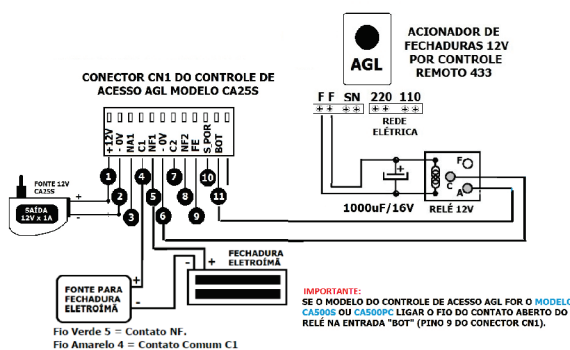 ACIONADOR DE
FECHADURAS 12V
POR CONTROLE
REMOTO 433
AGL
CONECTOR CN1 DO CONTROLE DE
ACESSO AGL MODELO CA25S
F F SN 220 110
REDE
ELÉTRICA
+12V
- 0V
NA1
C1
NF1
- 0V
C2
NF2
FE
S_POR
BOT
1
2
3
4
5
6
7
8
9
10
11
FONTE 12V
CA25S
SAÍDA
12V x 1A
+
-
+
1000uF/16V
F
C
A
RELÉ 12V
FECHADURA
ELETROÍMÃ
- +
FONTE PARA
FECHADURA
ELETROÍMÃ
+
-
IMPORTANTE:
SE O MODELO DO CONTROLE DE ACESSO AGL FOR O MODELO
CA500S OU CA500PC LIGAR O FIO DO CONTATO ABERTO DO
RELÉ NA ENTRADA "BOT" (PINO 9 DO CONECTOR CN1).
Fio Verde 5 = Contato NF.
Fio Amarelo 4 = Contato Comum C1